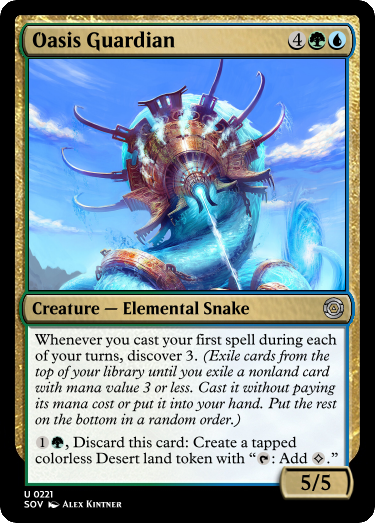 Oasis Guardian 4
Creature — Elemental Snake
Whenever you cast your first spell during each
of your turns, discover 3. (Exile cards from the
top of your library until you exile a nonland card
with mana value 3 or less. Cast it without paying
its mana cost or put it into your hand. Put the rest
on the bottom in a random order.)
1, Discard this card: Create a tapped
colorless Desert land token with “: Add .”
5/5
U 0221
SOV Alex Kintner